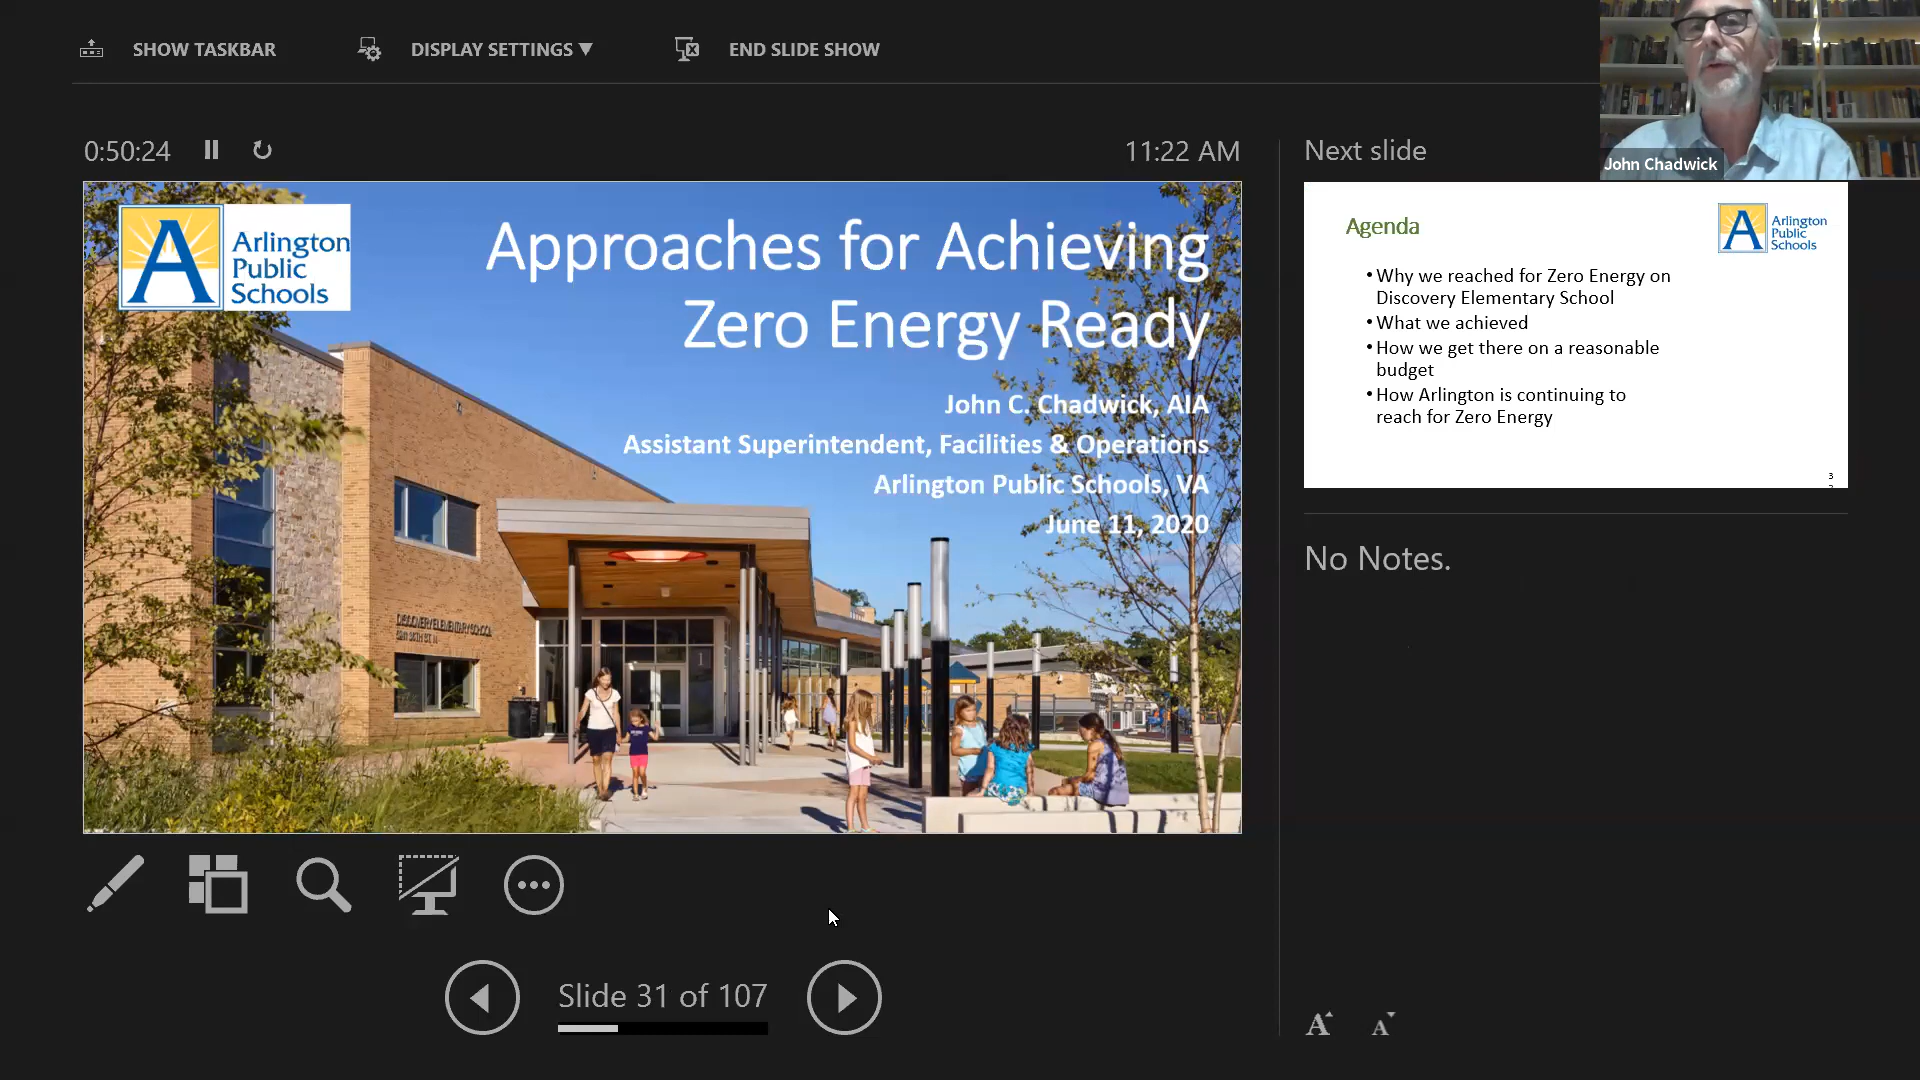 SHOW TASKBAR
DISPLAY SETTINGS ▼
END SLIDE SHOW
John Chadwick
0:50:24
11:22 AM
Arlington
Public
Schools
Approaches for Achieving
Zero Energy Ready
John C. Chadwick, AIA
Assistant Superintendent, Facilities & Operations
Arlington Public Schools, VA
June 11, 2020
DISCOVERY ELEMENTARY SCHOOL
1
Next slide
Agenda
Arlington
Public
Schools
• Why we reached for Zero Energy on
Discovery Elementary School
• What we achieved
• How we get there on a reasonable
budget
• How Arlington is continuing to
reach for Zero Energy
3
No Notes.
Slide 31 of 107
A A